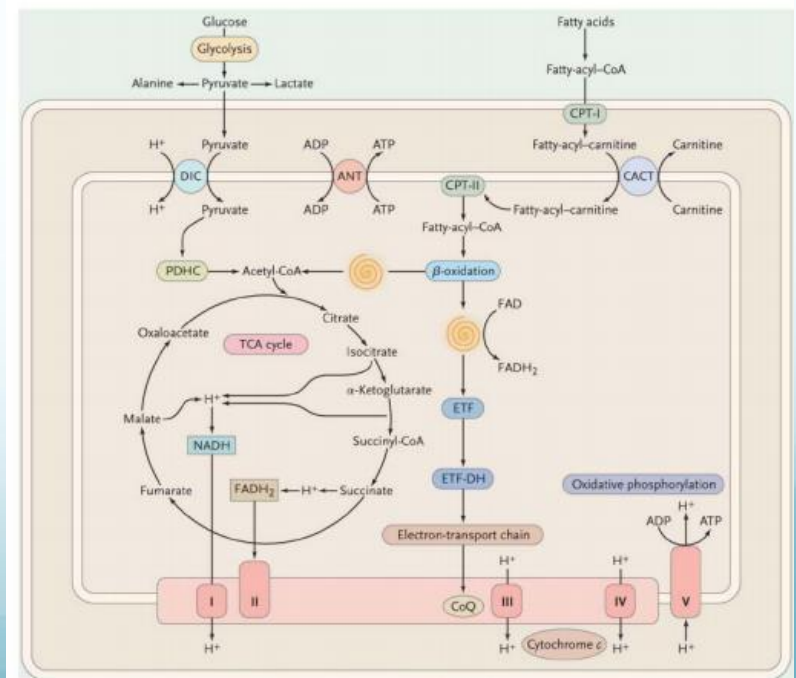 Glucose
Fatty acids
Glycolysis
Fatty-acyl–CoA
Alanine
Pyruvate
Lactate
CPT-I
H+
Pyruvate
ADP
ATP
Fatty-acyl–carnitine
Carnitine
DIC
ANT
CPT-II
CACT
H+
Pyruvate
ADP
ATP
Fatty-acyl–carnitine
Carnitine
Fatty-acyl–CoA
PDHC
Acetyl-CoA
β-oxidation
Citrate
FAD
Oxaloacetate
TCA cycle
Isocitrate
FADH2
α-Ketoglutarate
Malate
H+
ETF
NADH
Succinyl-CoA
ETF-DH
Oxidative phosphorylation
Fumarate
FADH2
H+
Succinate
H+
ADP
ATP
Electron-transport chain
H+
H+
I
II
CoQ
III
IV
V
H+
H+
Cytochrome c
H+
H+